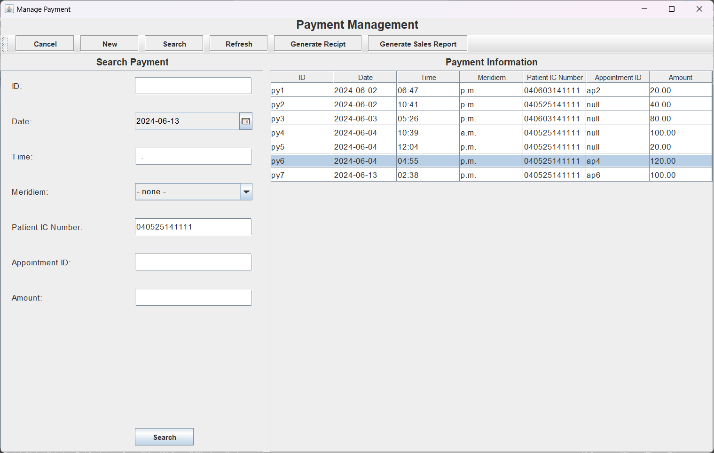 Manage Payment
Payment Management
Cancel New Search Refresh Generate Recipt Generate Sales Report
Search Payment
ID:
Date: 2024-06-13
Time: .
Meridiem: - none -
Patient IC Number: 040525141111
Appointment ID:
Amount:
Search
Payment Information
ID Date Time Meridiem Patient IC Number Appointment ID Amount
py1 2024-06-02 06:47 p.m. 040603141111 ap2 20.00
py2 2024-06-02 10:41 p.m. 040525141111 null 40.00
py3 2024-06-03 05:26 p.m. 040603141111 null 80.00
py4 2024-06-04 10:39 a.m. 040525141111 null 100.00
py5 2024-06-04 12:04 p.m. 040525141111 null 20.00
py6 2024-06-04 04:55 p.m. 040525141111 ap4 120.00
py7 2024-06-13 02:38 p.m. 040525141111 ap6 100.00